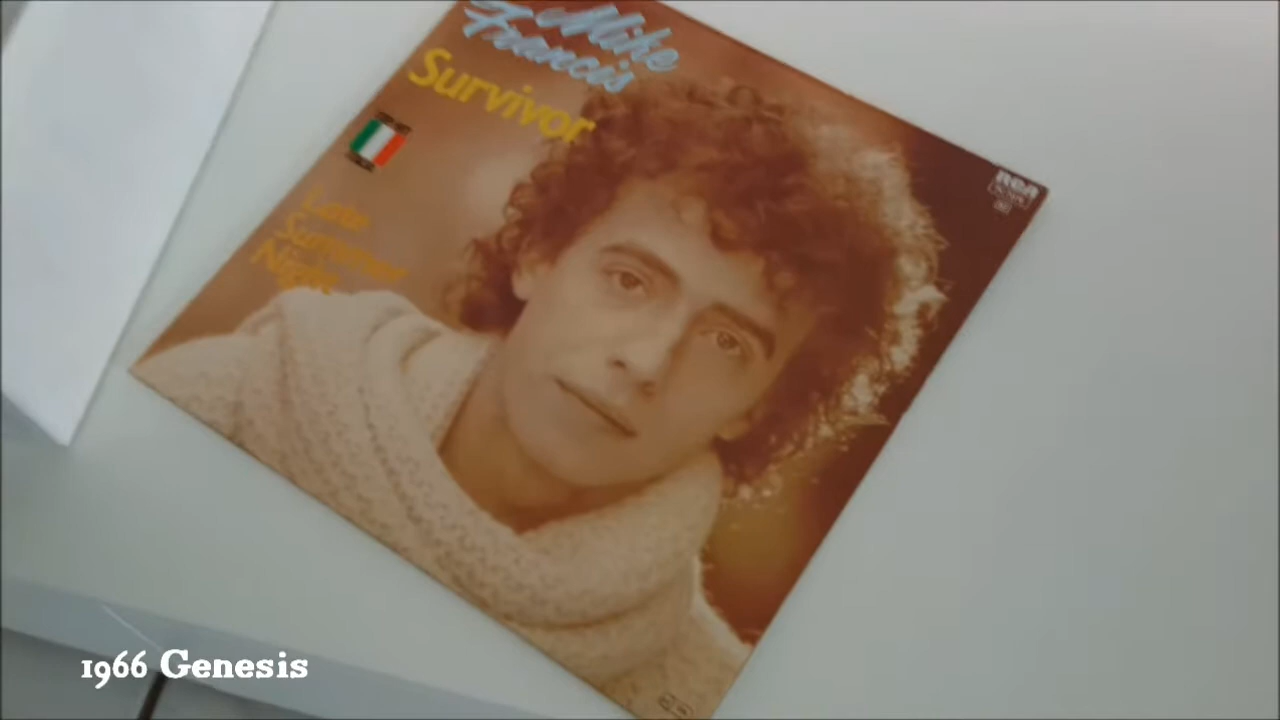 Mike
Francis
Survivor
Late
Summer
Night
RCA
1966 Genesis